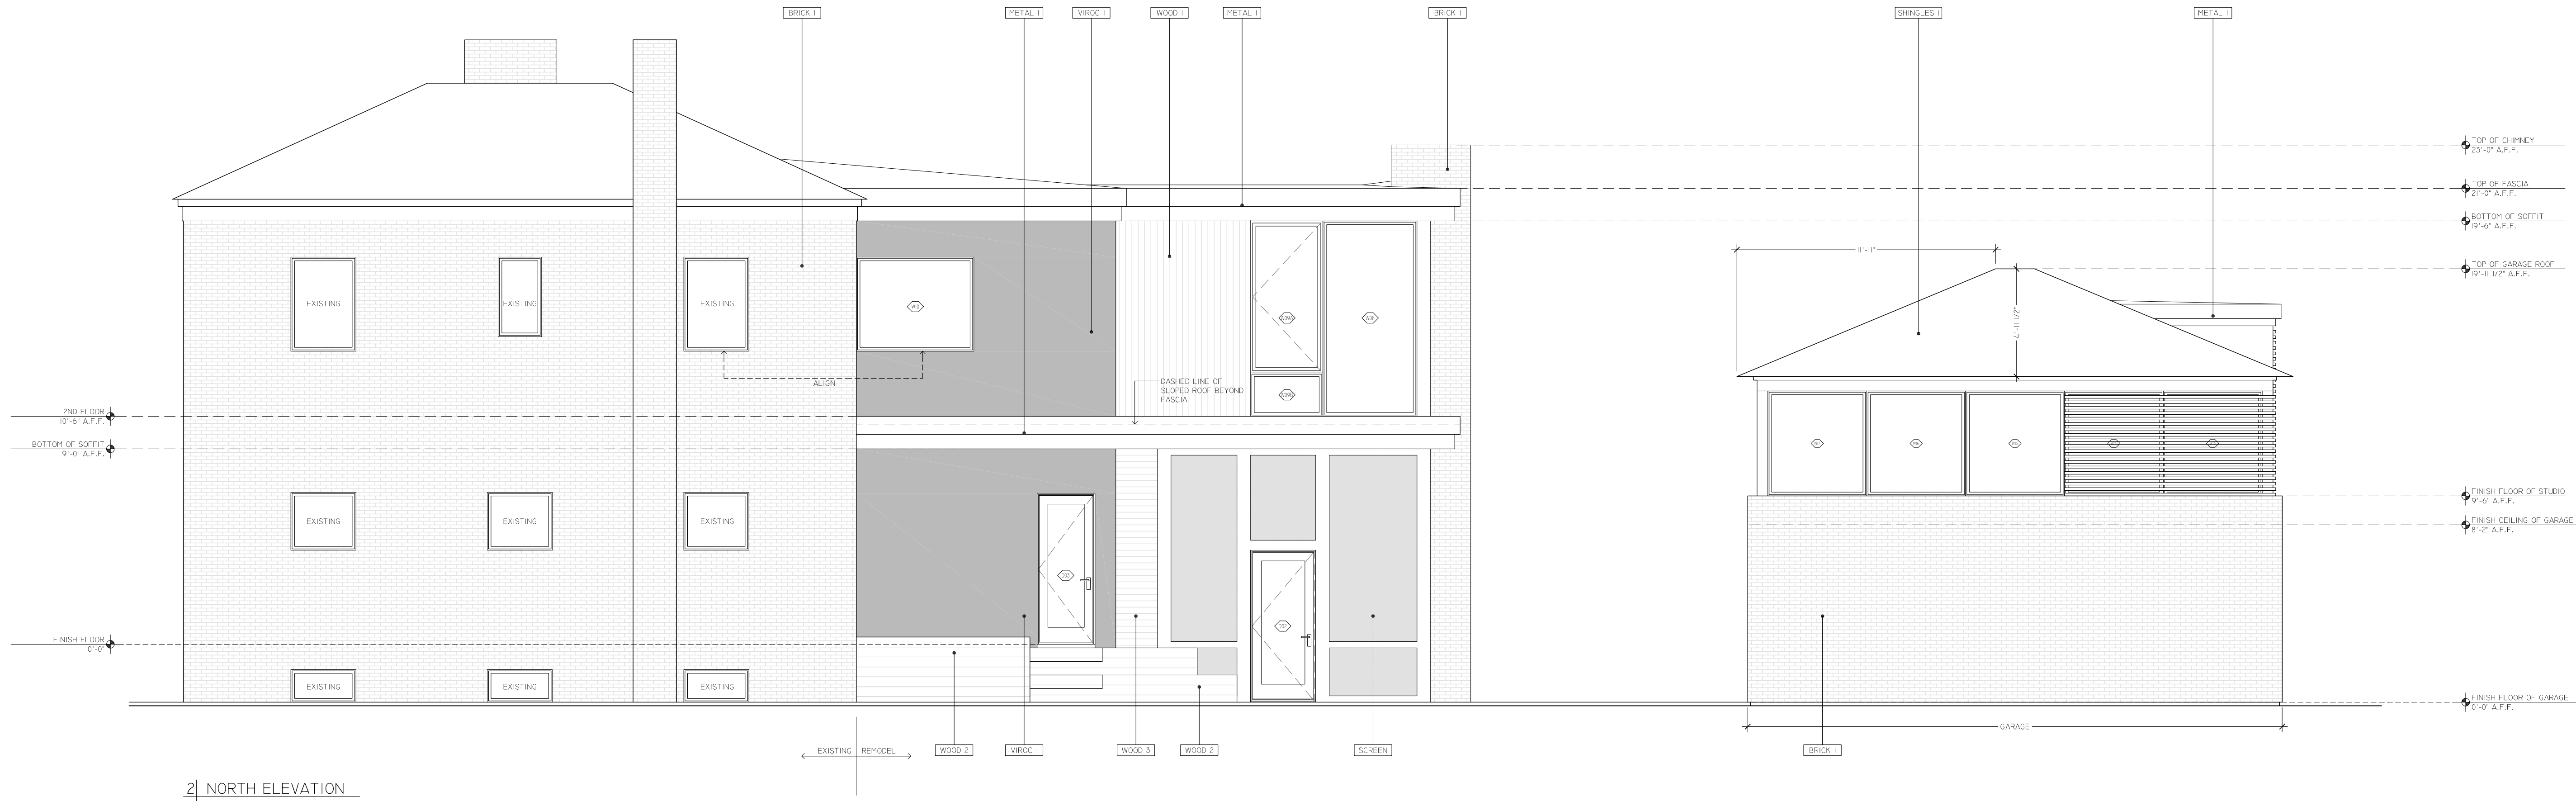 BRICK 1
METAL 1
VIROC 1
WOOD 1
METAL 1
BRICK 1
SHINGLES 1
METAL 1
TOP OF CHIMNEY
23'-0" A.F.F.
TOP OF FASCIA
21'-0" A.F.F.
BOTTOM OF SOFFIT
19'-6" A.F.F.
11'-11"
TOP OF GARAGE ROOF
19'-11 1/2" A.F.F.
EXISTING
EXISTING
EXISTING
W09A
ALIGN
DASHED LINE OF
SLOPED ROOF BEYOND
FASCIA
W09B
2ND FLOOR
10'-6" A.F.F.
BOTTOM OF SOFFIT
9'-0" A.F.F.
FINISH FLOOR OF STUDIO
9'-6" A.F.F.
FINISH CEILING OF GARAGE
8'-2" A.F.F.
EXISTING
EXISTING
EXISTING
D03
D02
FINISH FLOOR
0'-0"
EXISTING
EXISTING
EXISTING
FINISH FLOOR OF GARAGE
0'-0" A.F.F.
GARAGE
EXISTING
REMODEL
WOOD 2
VIROC 1
WOOD 3
WOOD 2
SCREEN
BRICK 1
2 NORTH ELEVATION